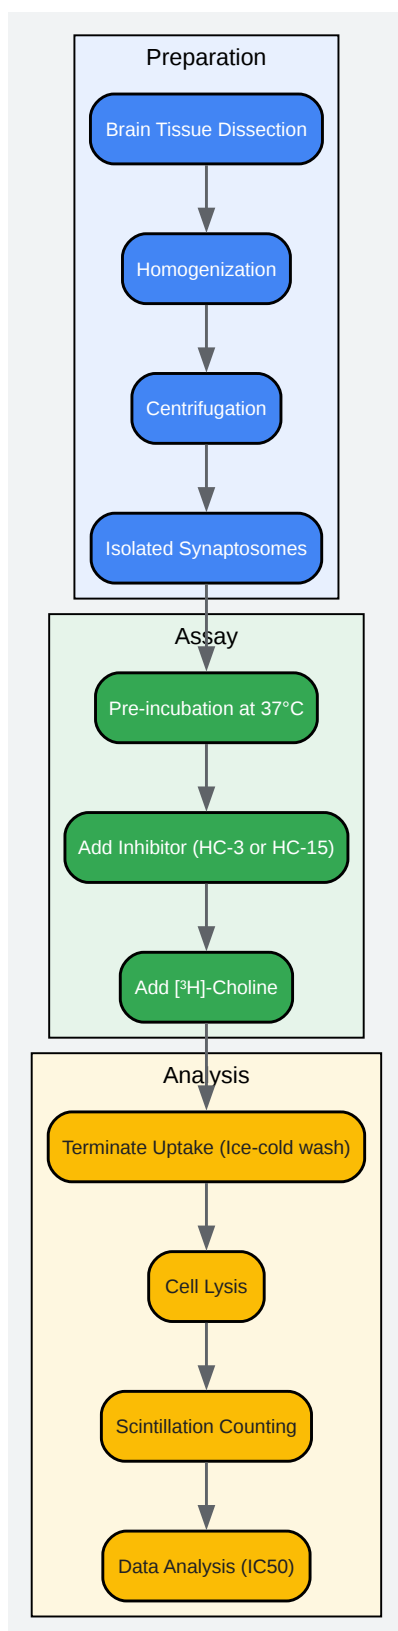 Preparation
Brain Tissue Dissection
Homogenization
Centrifugation
Isolated Synaptosomes
Assay
Pre-incubation at 37°C
Add Inhibitor (HC-3 or HC-15)
Add [³H]-Choline
Analysis
Terminate Uptake (Ice-cold wash)
Cell Lysis
Scintillation Counting
Data Analysis (IC50)